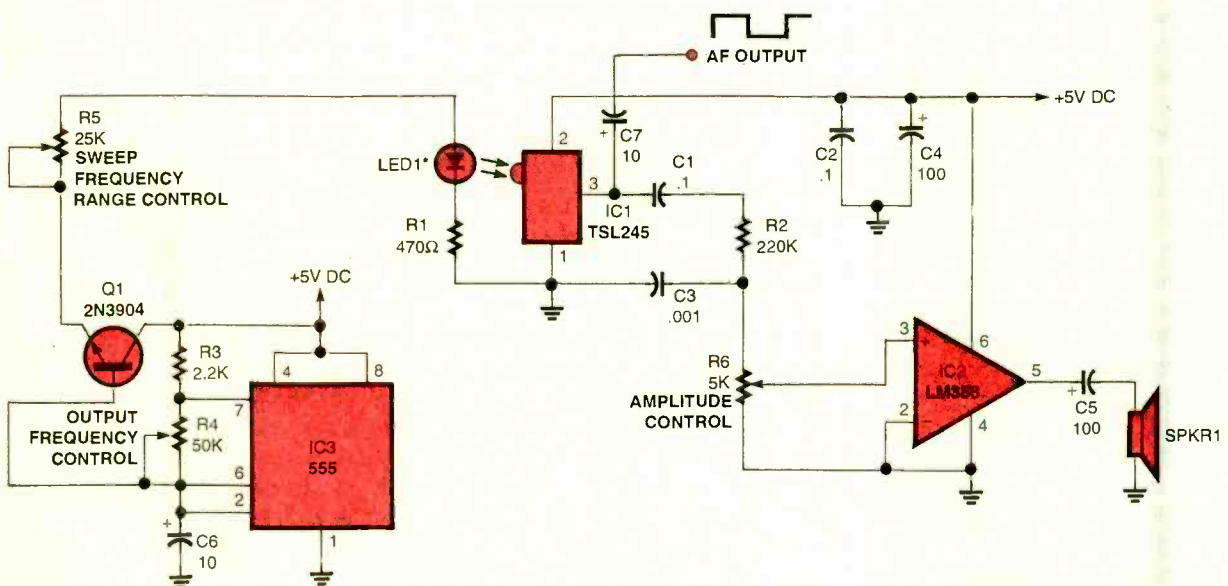 AF OUTPUT
+5V DC
R5
25K
SWEEP
FREQUENCY
RANGE CONTROL
LED1*
R1
470Ω
2
3
1
IC1
TSL245
+
C7
10
C1
.1
R2
220K
C3
.001
C2
.1
+
C4
100
Q1
2N3904
+5V DC
R3
2.2K
OUTPUT
FREQUENCY
CONTROL
R4
50K
4
8
7
6
2
1
IC3
555
+
C6
10
R6
5K
AMPLITUDE
CONTROL
3
+
2
−
6
5
4
IC2
+
C5
100
SPKR1